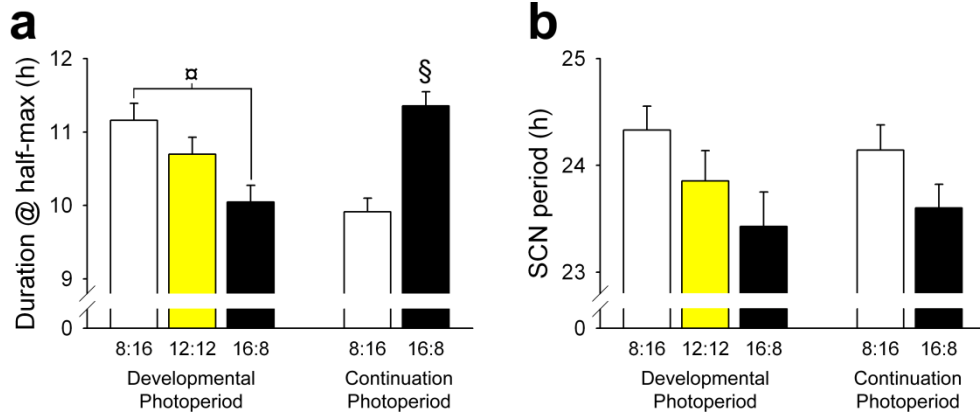 a
Duration @ half-max (h)
12
11
10
9
0
¤
§
8:16 12:12 16:8 8:16 16:8
Developmental Photoperiod
Continuation Photoperiod
b
SCN period (h)
25
24
23
0
8:16 12:12 16:8 8:16 16:8
Developmental Photoperiod
Continuation Photoperiod